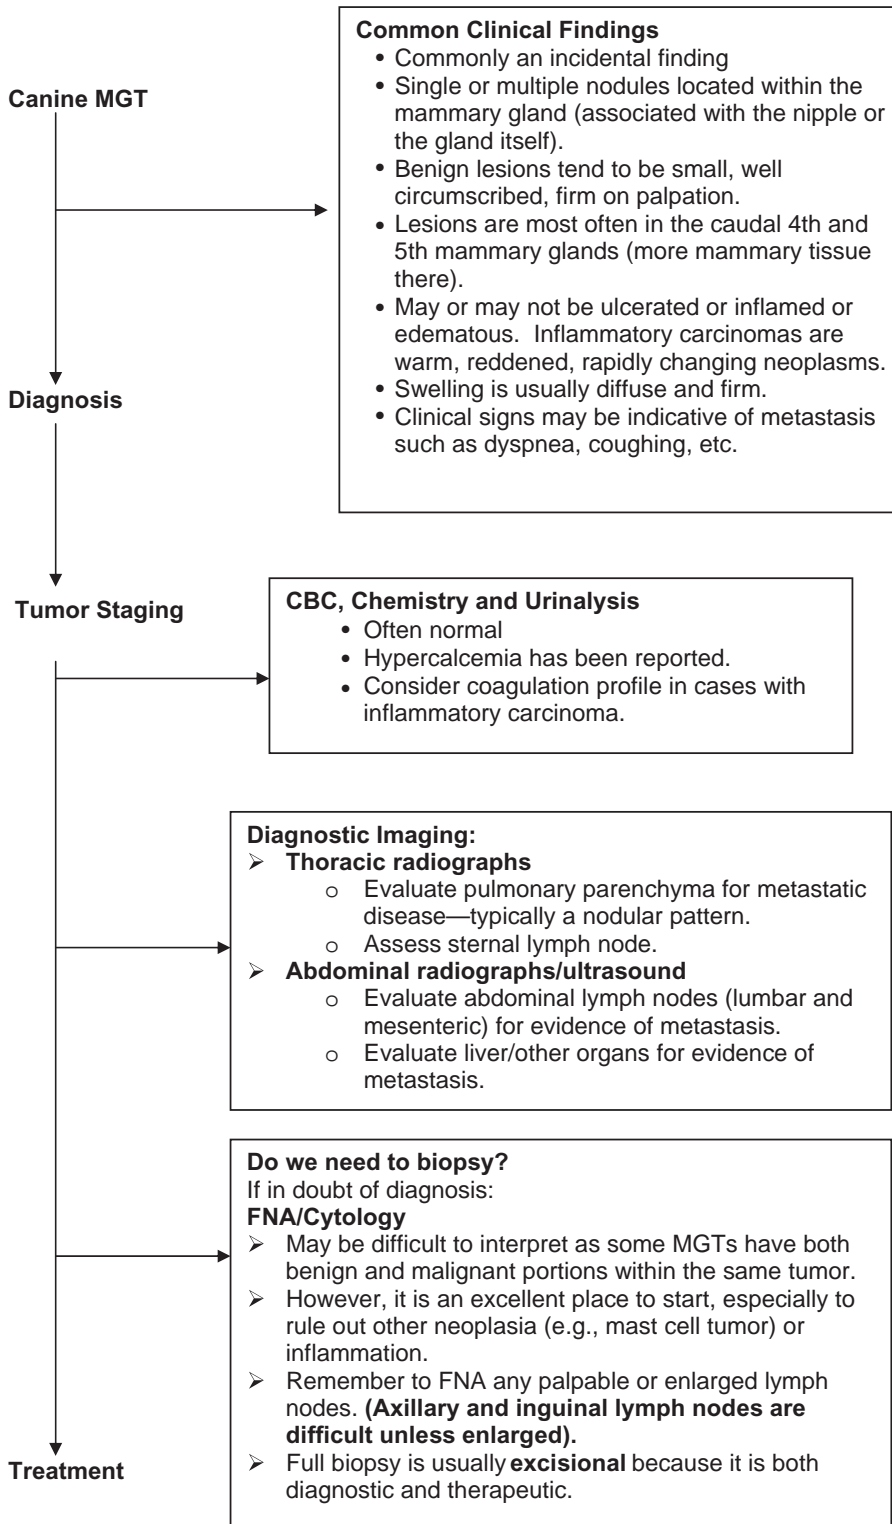 Canine MGT
Common Clinical Findings
• Commonly an incidental finding
• Single or multiple nodules located within the
mammary gland (associated with the nipple or
the gland itself).
• Benign lesions tend to be small, well
circumscribed, firm on palpation.
• Lesions are most often in the caudal 4th and
5th mammary glands (more mammary tissue
there).
• May or may not be ulcerated or inflamed or
edematous. Inflammatory carcinomas are
warm, reddened, rapidly changing neoplasms.
• Swelling is usually diffuse and firm.
• Clinical signs may be indicative of metastasis
such as dyspnea, coughing, etc.
Diagnosis
Tumor Staging
CBC, Chemistry and Urinalysis
• Often normal
• Hypercalcemia has been reported.
• Consider coagulation profile in cases with
inflammatory carcinoma.
Diagnostic Imaging:
➢ Thoracic radiographs
o Evaluate pulmonary parenchyma for metastatic
disease—typically a nodular pattern.
o Assess sternal lymph node.
➢ Abdominal radiographs/ultrasound
o Evaluate abdominal lymph nodes (lumbar and
mesenteric) for evidence of metastasis.
o Evaluate liver/other organs for evidence of
metastasis.
Do we need to biopsy?
If in doubt of diagnosis:
FNA/Cytology
➢ May be difficult to interpret as some MGTs have both
benign and malignant portions within the same tumor.
➢ However, it is an excellent place to start, especially to
rule out other neoplasia (e.g., mast cell tumor) or
inflammation.
➢ Remember to FNA any palpable or enlarged lymph
nodes. (Axillary and inguinal lymph nodes are
difficult unless enlarged).
➢ Full biopsy is usually excisional because it is both
diagnostic and therapeutic.
Treatment